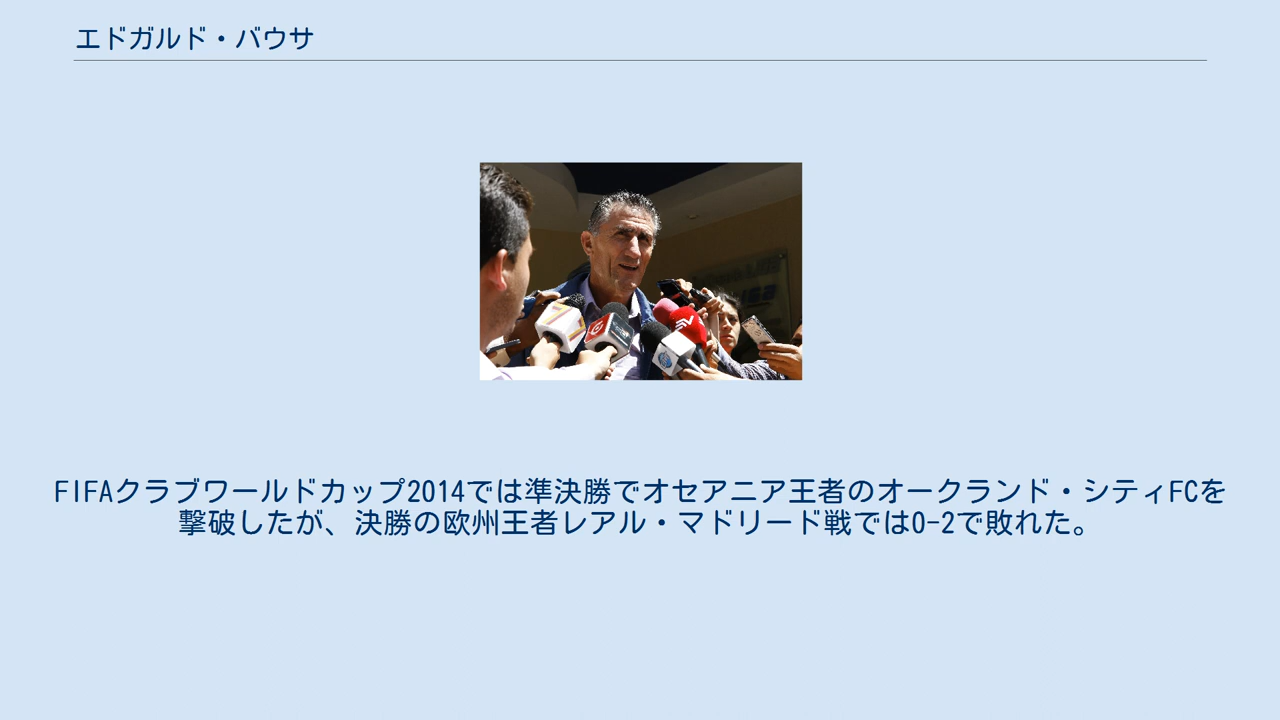 エドガルド・バウサ
FIFAクラブワールドカップ2014では準決勝でオセアニア王者のオークランド・シティFCを
撃破したが、決勝の欧州王者レアル・マドリード戦では0-2で敗れた。